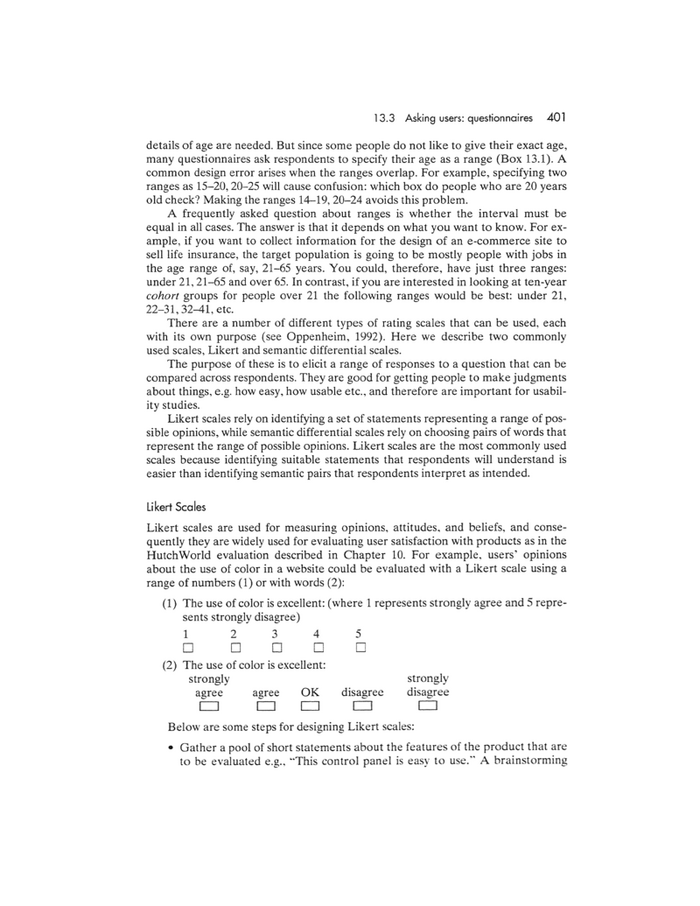 13.3 Asking users: questionnaires 401
details of age are needed. But since some people do not like to give their exact age,
many questionnaires ask respondents to specify their age as a range (Box 13.1). A
common design error arises when the ranges overlap. For example, specifying two
ranges as 15–20, 20–25 will cause confusion: which box do people who are 20 years
old check? Making the ranges 14–19, 20–24 avoids this problem.
A frequently asked question about ranges is whether the interval must be
equal in all cases. The answer is that it depends on what you want to know. For ex-
ample, if you want to collect information for the design of an e-commerce site to
sell life insurance, the target population is going to be mostly people with jobs in
the age range of, say, 21–65 years. You could, therefore, have just three ranges:
under 21, 21–65 and over 65. In contrast, if you are interested in looking at ten-year
cohort groups for people over 21 the following ranges would be best: under 21,
22–31, 32–41, etc.
There are a number of different types of rating scales that can be used, each
with its own purpose (see Oppenheim, 1992). Here we describe two commonly
used scales, Likert and semantic differential scales.
The purpose of these is to elicit a range of responses to a question that can be
compared across respondents. They are good for getting people to make judgments
about things, e.g. how easy, how usable etc., and therefore are important for usabil-
ity studies.
Likert scales rely on identifying a set of statements representing a range of pos-
sible opinions, while semantic differential scales rely on choosing pairs of words that
represent the range of possible opinions. Likert scales are the most commonly used
scales because identifying suitable statements that respondents will understand is
easier than identifying semantic pairs that respondents interpret as intended.
Likert Scales
Likert scales are used for measuring opinions, attitudes, and beliefs, and conse-
quently they are widely used for evaluating user satisfaction with products as in the
HutchWorld evaluation described in Chapter 10. For example, users' opinions
about the use of color in a website could be evaluated with a Likert scale using a
range of numbers (1) or with words (2):
(1) The use of color is excellent: (where 1 represents strongly agree and 5 repre-
sents strongly disagree)
1 2 3 4 5
(2) The use of color is excellent:
strongly strongly
agree agree OK disagree disagree
Below are some steps for designing Likert scales:
• Gather a pool of short statements about the features of the product that are
to be evaluated e.g., "This control panel is easy to use." A brainstorming